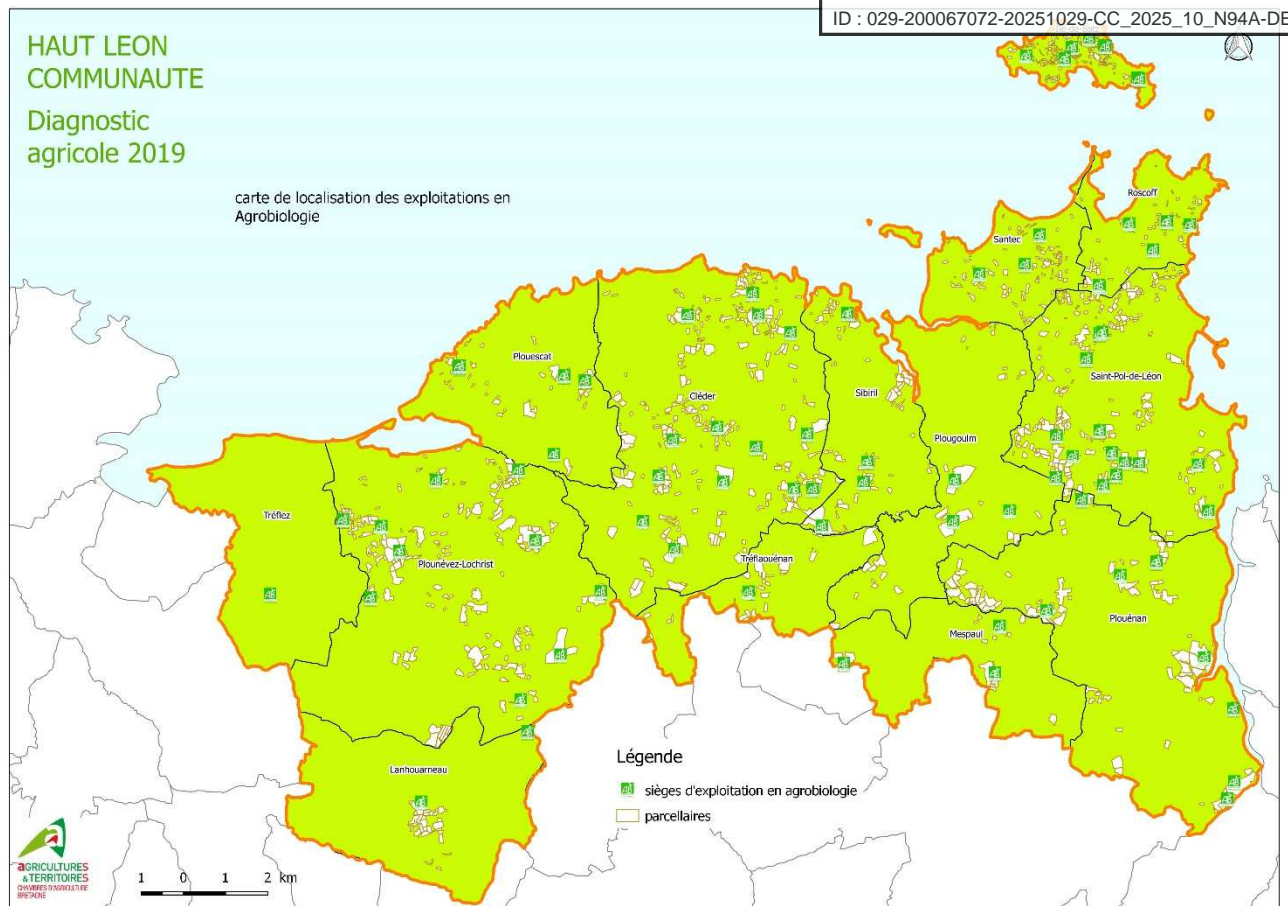 ID : 029-200067072-20251029-CC_2025_10_N94A-DE
HAUT LEON
COMMUNAUTE
Diagnostic
agricole 2019
carte de localisation des exploitations en
Agrobiologie
Roscoff
Santec
Plouescat
Cléder
Sibiril
Saint-Pol-de-Léon
Plougoulm
Tréflez
Plounévez-Lochrist
Tréflaouénan
Mespaul
Plouénan
Lanhouarneau
Légende
sièges d'exploitation en agrobiologie
parcellaires
1 0 1 2 km
aGRICULTURES
& TERRITOIRES
CHAMBRES D'AGRICULTURE
BRETAGNE